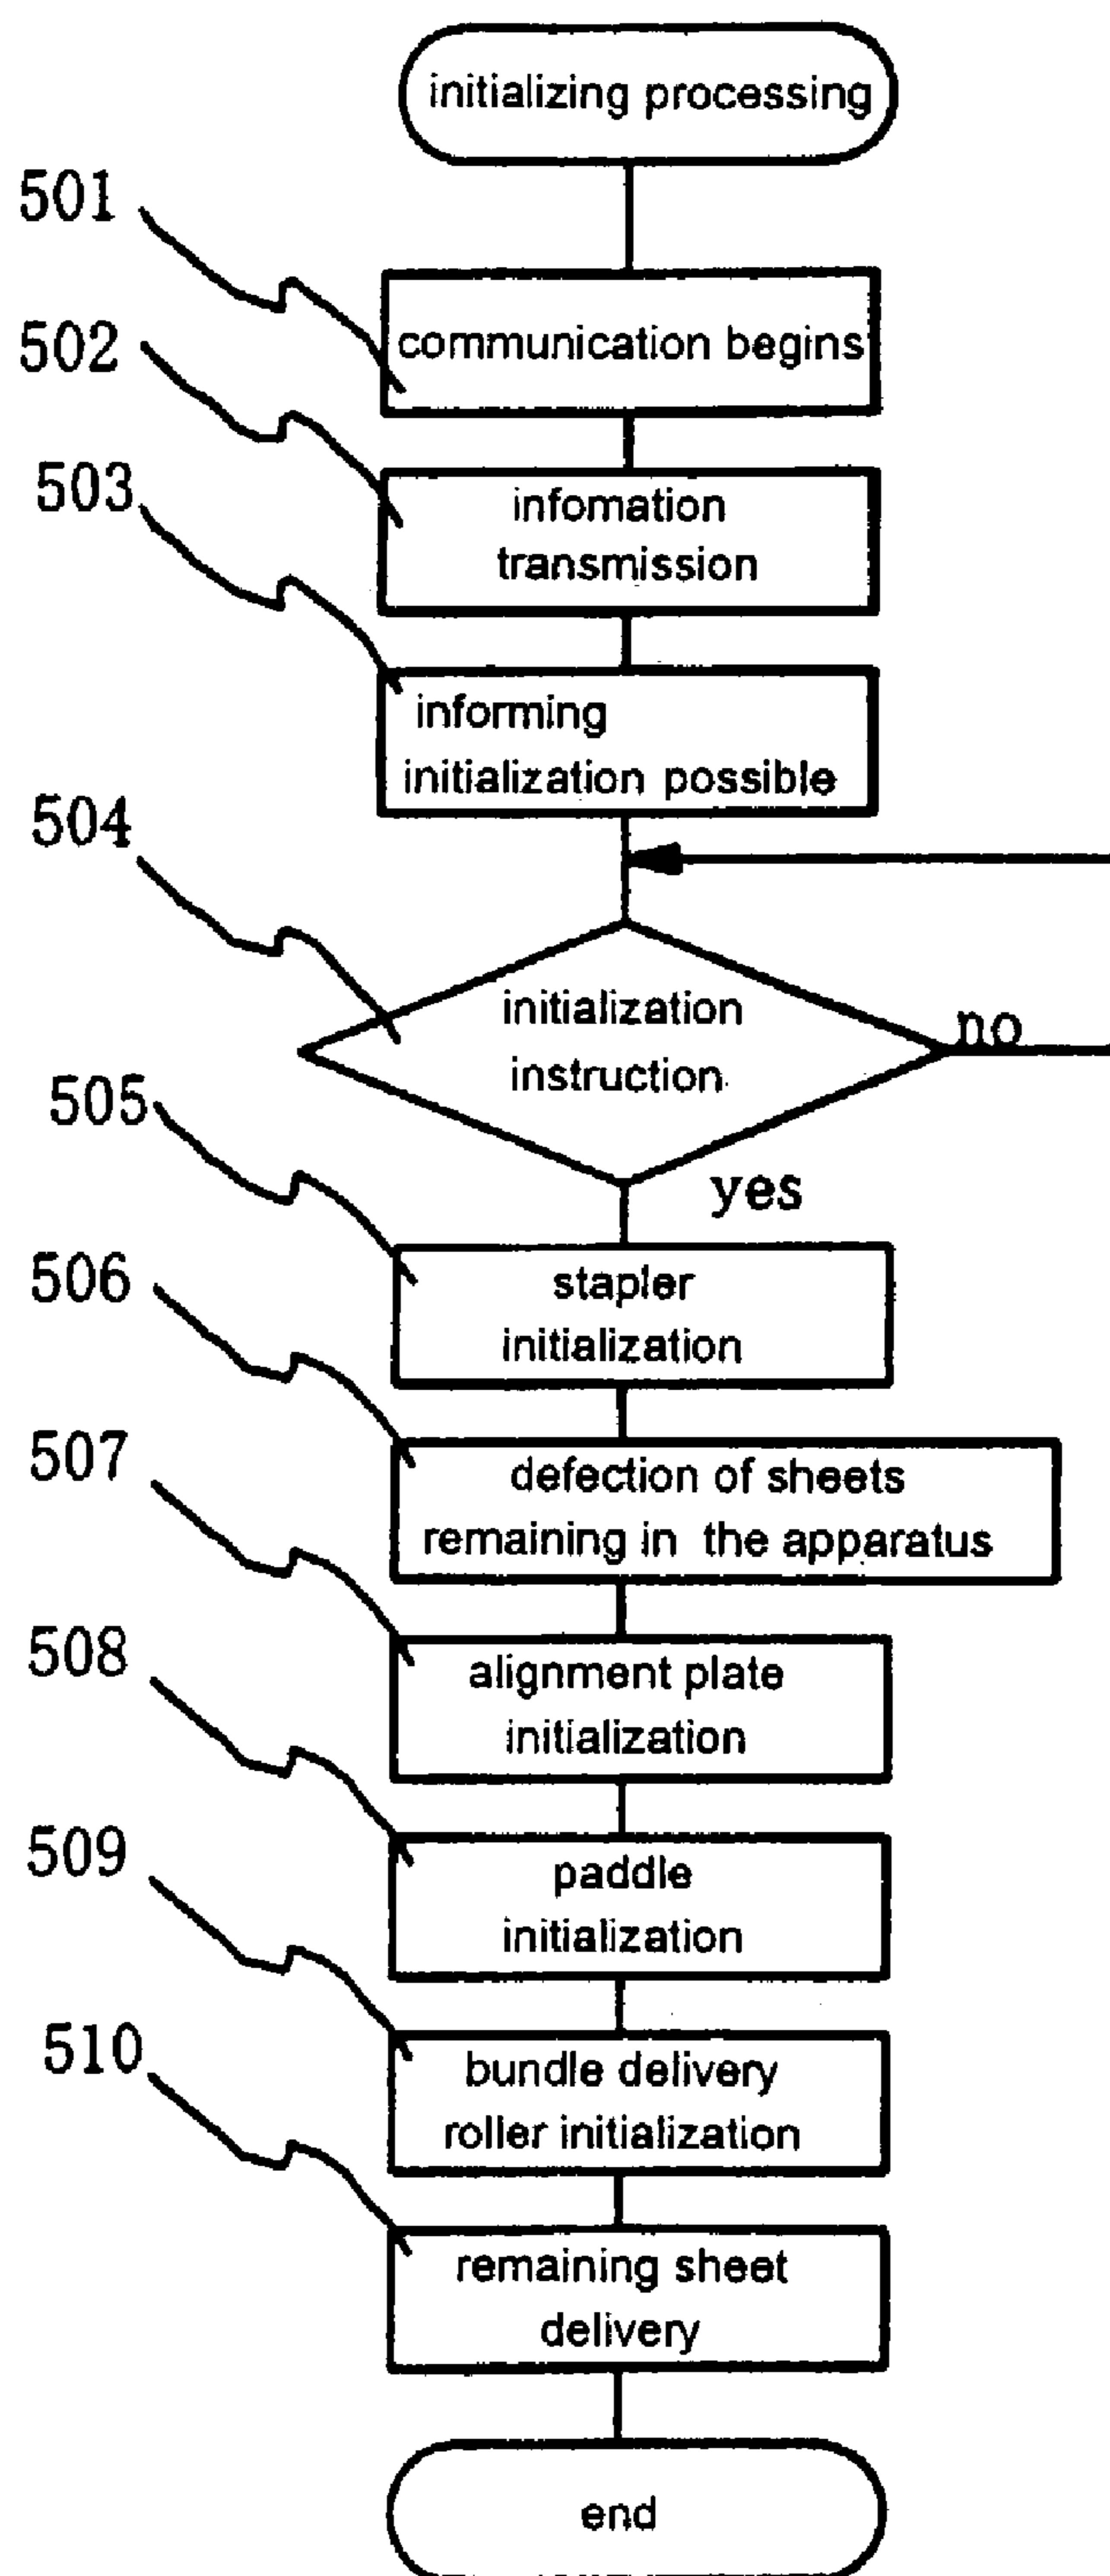 initializing processing
501
communication begins
502
infomation
transmission
503
informing
initialization possible
504
initialization
instruction
no
yes
505
stapler
initialization
506
defection of sheets
remaining in the apparatus
507
alignment plate
initialization
508
paddle
initialization
509
bundle delivery
roller initialization
510
remaining sheet
delivery
end